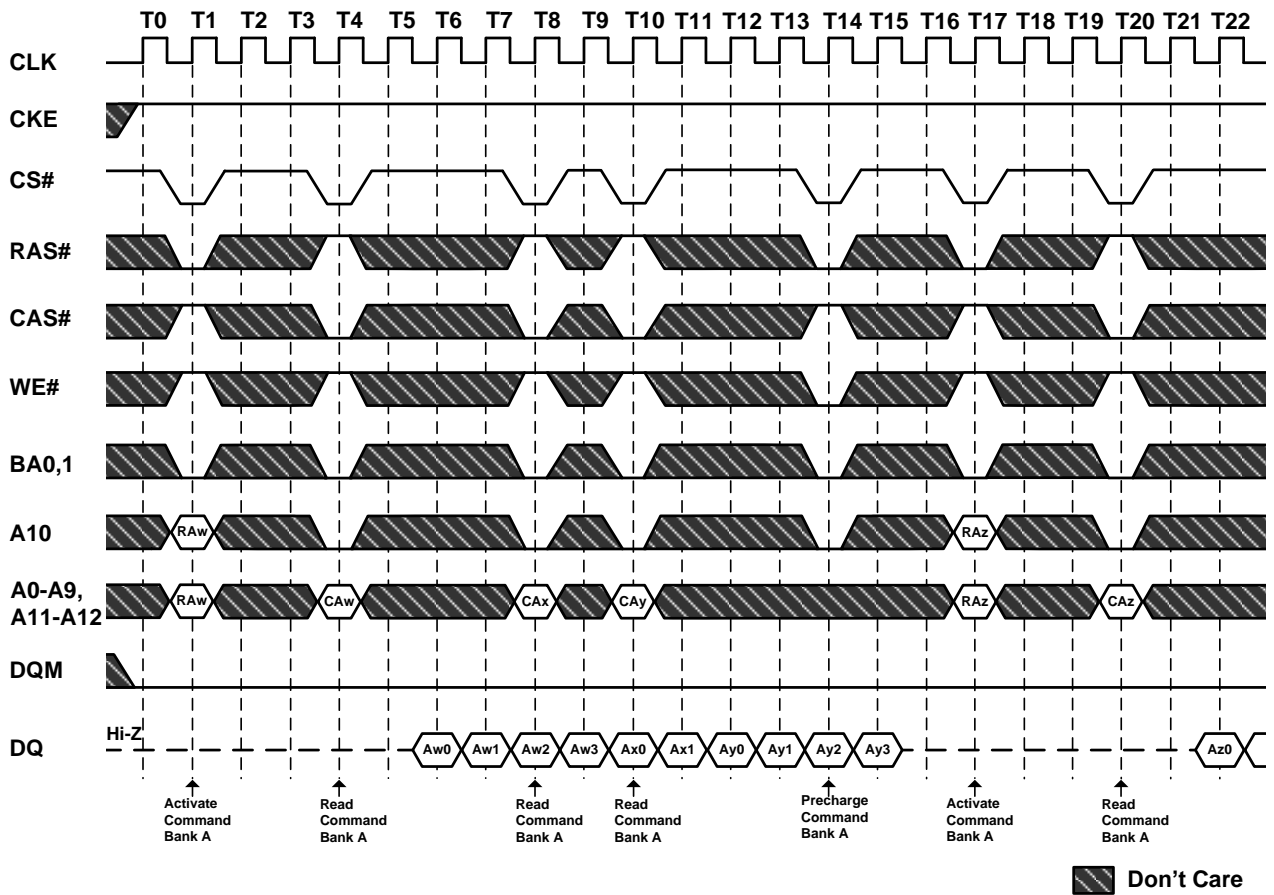 T0 T1 T2 T3 T4 T5 T6 T7 T8 T9 T10 T11 T12 T13 T14 T15 T16 T17 T18 T19 T20 T21 T22
CLK
CKE
CS#
RAS#
CAS#
WE#
BA0,1
A10
RAw RAz
A0-A9,
A11-A12
RAw CAw CAx CAy RAz CAz
DQM
DQ
Hi-Z
Aw0 Aw1 Aw2 Aw3 Ax0 Ax1 Ay0 Ay1 Ay2 Ay3 Az0
Activate
Command
Bank A
Read
Command
Bank A
Read
Command
Bank A
Read
Command
Bank A
Precharge
Command
Bank A
Activate
Command
Bank A
Read
Command
Bank A
Don't Care